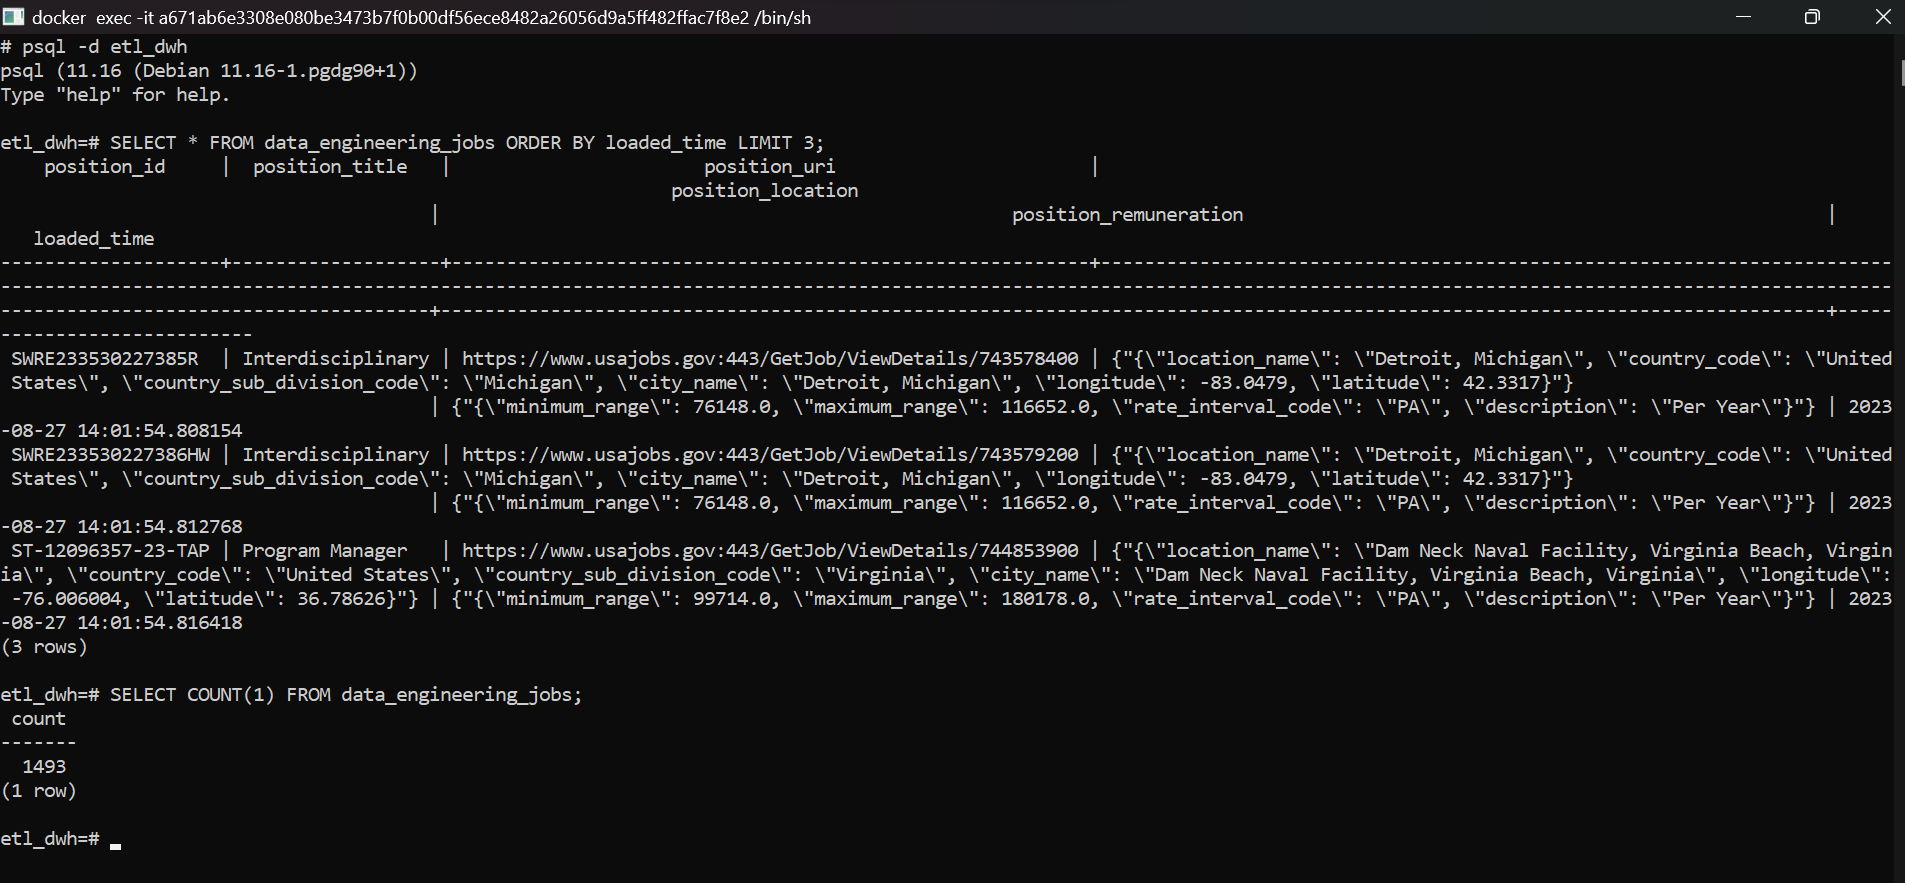 docker  exec -it a671ab6e3308e080be3473b7f0b00df56ece8482a26056d9a5ff482ffac7f8e2 /bin/sh
# psql -d etl_dwh
psql (11.16 (Debian 11.16-1.pgdg90+1))
Type "help" for help.

etl_dwh=# SELECT * FROM data_engineering_jobs ORDER BY loaded_time LIMIT 3;
    position_id     |  position_title   |                       position_uri                        |
                                                             position_location
                                       |                                                    position_remuneration                                                     |
   loaded_time
--------------------+-------------------+----------------------------------------------------------+------------------------------------------------------------------------
----------------------------------------------------------------------------------------------------------------------------------------------------------------------------
---------------------------------------+------------------------------------------------------------------------------------------------------------------------------+-----
-----------------------
 SWRE233530227385R  | Interdisciplinary | https://www.usajobs.gov:443/GetJob/ViewDetails/743578400 | {"{\"location_name\": \"Detroit, Michigan\", \"country_code\": \"United
 States\", \"country_sub_division_code\": \"Michigan\", \"city_name\": \"Detroit, Michigan\", \"longitude\": -83.0479, \"latitude\": 42.3317}"}
                                       | {"{\"minimum_range\": 76148.0, \"maximum_range\": 116652.0, \"rate_interval_code\": \"PA\", \"description\": \"Per Year\"}"} | 2023
-08-27 14:01:54.808154
 SWRE233530227386HW | Interdisciplinary | https://www.usajobs.gov:443/GetJob/ViewDetails/743579200 | {"{\"location_name\": \"Detroit, Michigan\", \"country_code\": \"United
 States\", \"country_sub_division_code\": \"Michigan\", \"city_name\": \"Detroit, Michigan\", \"longitude\": -83.0479, \"latitude\": 42.3317}"}
                                       | {"{\"minimum_range\": 76148.0, \"maximum_range\": 116652.0, \"rate_interval_code\": \"PA\", \"description\": \"Per Year\"}"} | 2023
-08-27 14:01:54.812768
 ST-12096357-23-TAP | Program Manager   | https://www.usajobs.gov:443/GetJob/ViewDetails/744853900 | {"{\"location_name\": \"Dam Neck Naval Facility, Virginia Beach, Virgin
ia\", \"country_code\": \"United States\", \"country_sub_division_code\": \"Virginia\", \"city_name\": \"Dam Neck Naval Facility, Virginia Beach, Virginia\", \"longitude\":
 -76.006004, \"latitude\": 36.78626}"} | {"{\"minimum_range\": 99714.0, \"maximum_range\": 180178.0, \"rate_interval_code\": \"PA\", \"description\": \"Per Year\"}"} | 2023
-08-27 14:01:54.816418
(3 rows)

etl_dwh=# SELECT COUNT(1) FROM data_engineering_jobs;
 count
-------
  1493
(1 row)

etl_dwh=#